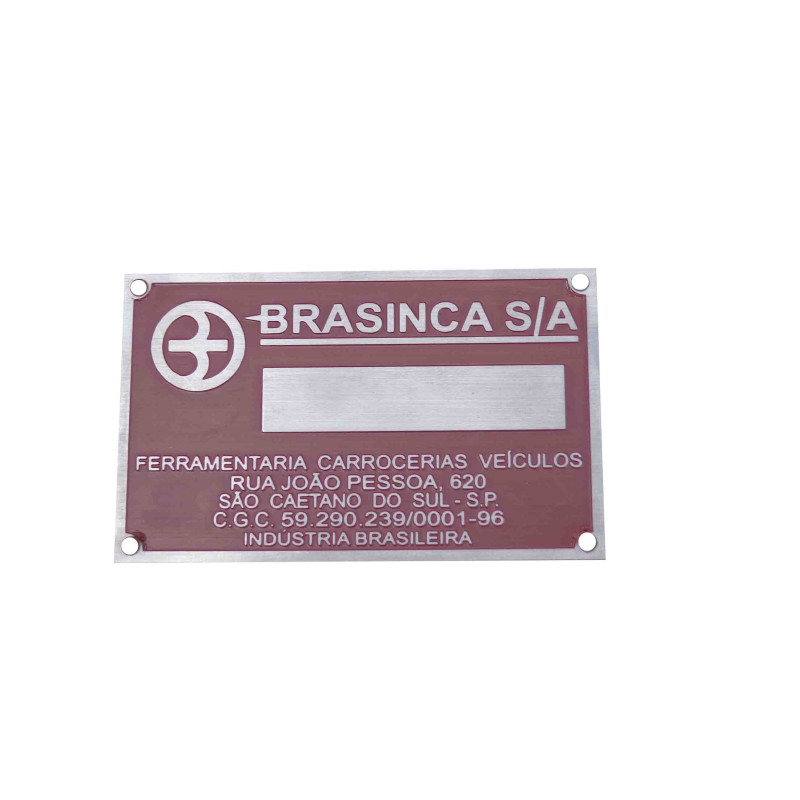 BRASINCA S/A
FERRAMENTARIA CARROCERIAS VEÍCULOS
RUA JOÃO PESSOA, 620
SÃO CAETANO DO SUL - S.P.
C.G.C. 59.290.239/0001-96
INDÚSTRIA BRASILEIRA